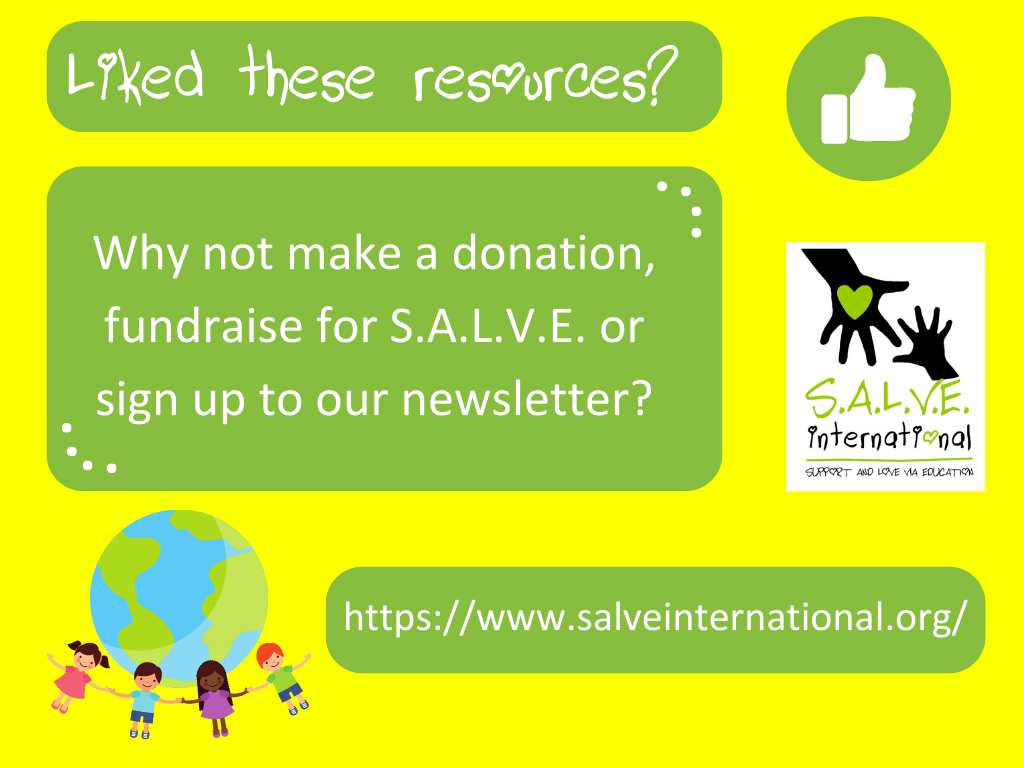 Liked these resources?
Why not make a donation,
fundraise for S.A.L.V.E. or
sign up to our newsletter?
S.A.L.V.E.
international
SUPPORT AND LOVE VIA EDUCATION
https://www.salveinternational.org/